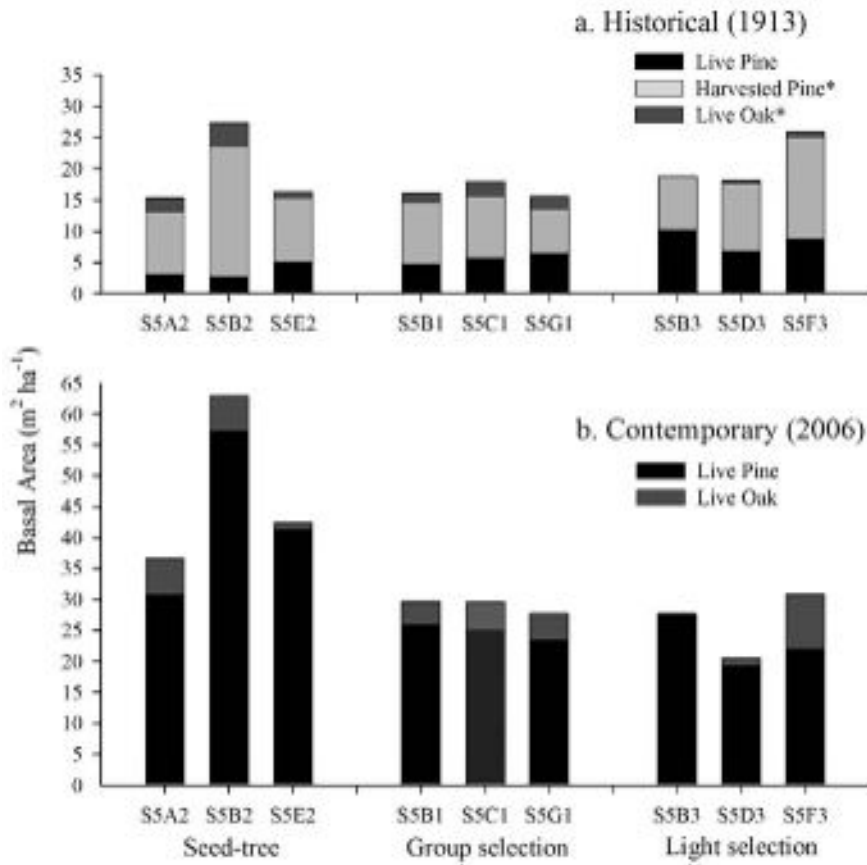 a. Historical (1913)
Live Pine
Harvested Pine*
Live Oak*
35
30
25
20
15
10
5
0
S5A2 S5B2 S5E2 S5B1 S5C1 S5G1 S5B3 S5D3 S5F3
Basal Area (m² ha⁻¹)
b. Contemporary (2006)
Live Pine
Live Oak
65
60
55
50
45
40
35
30
25
20
15
10
5
0
S5A2 S5B2 S5E2 S5B1 S5C1 S5G1 S5B3 S5D3 S5F3
Seed-tree Group selection Light selection